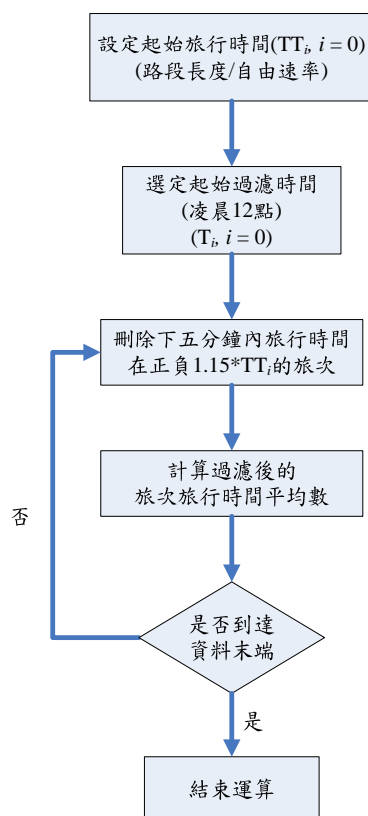 設定起始旅行時間(TTi, i = 0)
(路段長度/自由速率)
選定起始過濾時間
(凌晨12點)
(Ti, i = 0)
刪除下五分鐘內旅行時間
在正負1.15*TTi的旅次
計算過濾後的
旅次旅行時間平均數
否
是否到達
資料末端
是
結束運算